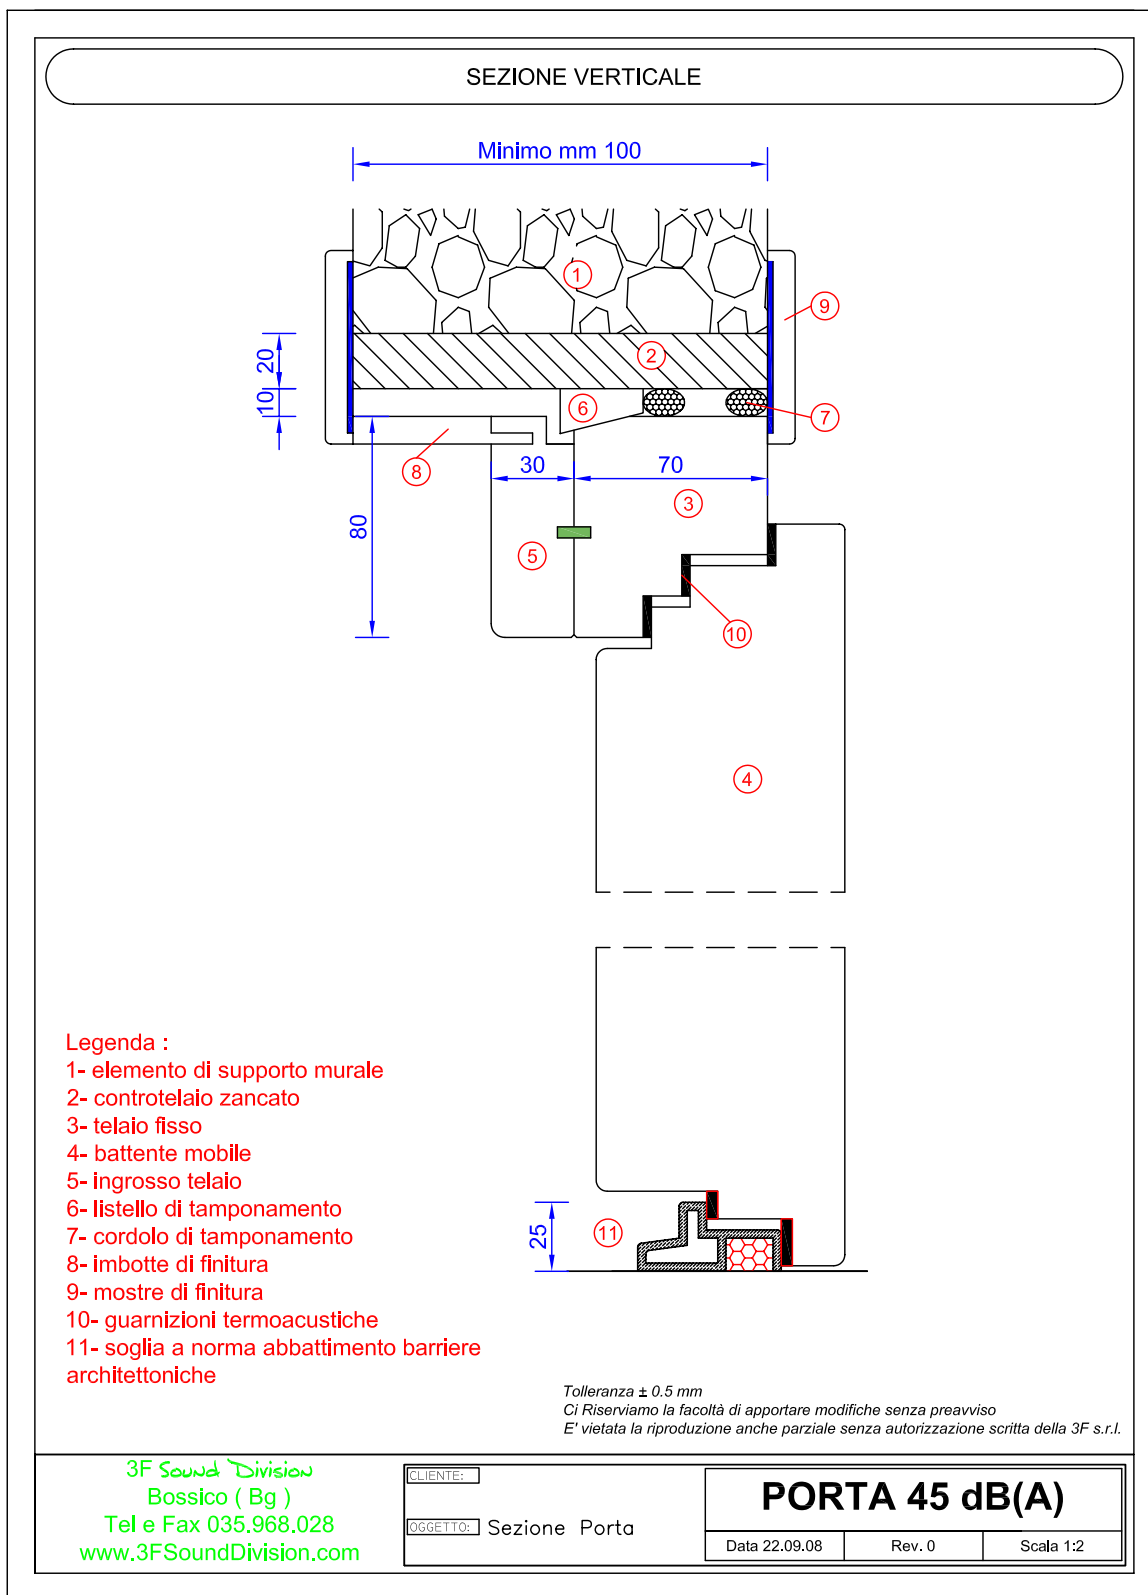 SEZIONE VERTICALE
Minimo mm 100
1
9
2
20
10
6
7
8
30
70
3
80
5
10
4
25
11
Legenda :
1- elemento di supporto murale
2- controtelaio zancato
3- telaio fisso
4- battente mobile
5- ingrosso telaio
6- listello di tamponamento
7- cordolo di tamponamento
8- imbotte di finitura
9- mostre di finitura
10- guarnizioni termoacustiche
11- soglia a norma abbattimento barriere
architettoniche
Tolleranza ± 0.5 mm
Ci Riserviamo la facoltà di apportare modifiche senza preavviso
E' vietata la riproduzione anche parziale senza autorizzazione scritta della 3F s.r.l.
3F Sound Division
Bossico ( Bg )
Tel e Fax 035.968.028
www.3FSoundDivision.com
CLIENTE:
OGGETTO: Sezione Porta
PORTA 45 dB(A)
Data 22.09.08
Rev. 0
Scala 1:2